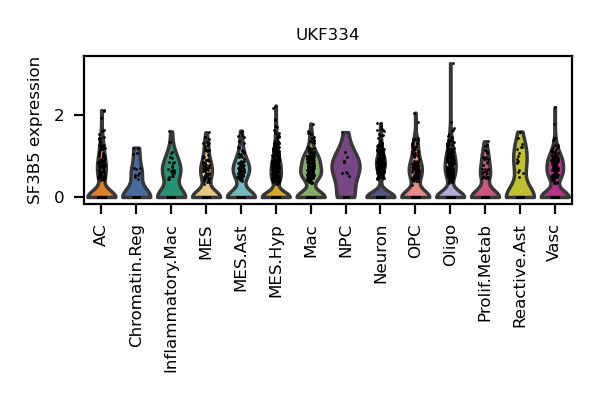 UKF334
SF3B5 expression
2
0
AC
Chromatin.Reg
Inflammatory.Mac
MES
MES.Ast
MES.Hyp
Mac
NPC
Neuron
OPC
Oligo
Prolif.Metab
Reactive.Ast
Vasc